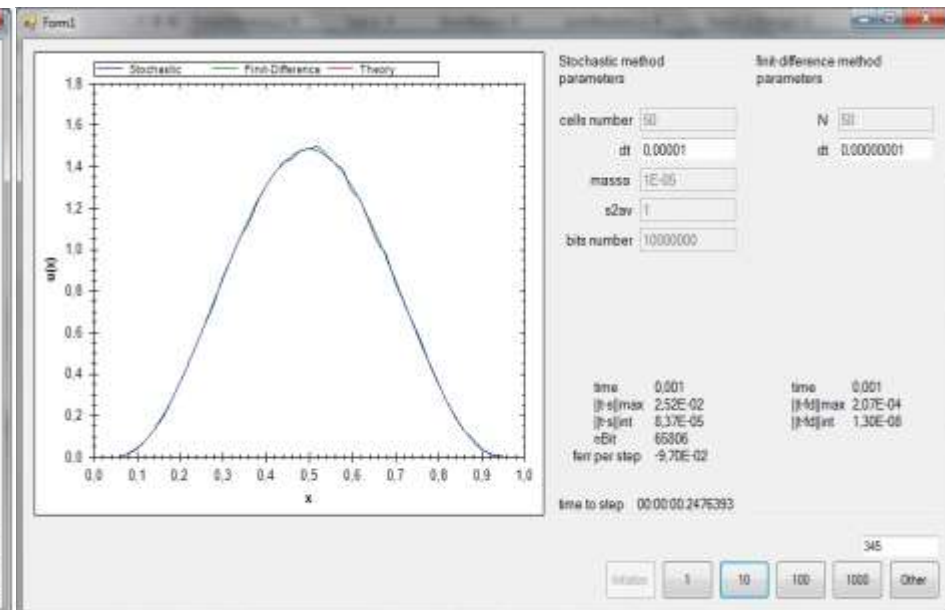 Form1
Stochastic Finit-Difference Theory
1.8
1.6
1.4
1.2
1.0
0.8
0.6
0.4
0.2
0.0
u(x)
0,0 0,1 0,2 0,3 0,4 0,5 0,6 0,7 0,8 0,9 1,0
x
Stochastic method
parameters
cells number 50
dt 0,00001
massa 1E-05
s2av 1
bits number 10000000
time 0,001
||t-s||max 2,52E-02
||t-s||int 8,37E-05
nBit 65806
ferr per step -9,70E-02
time to step 00:00:00.2476393
finit-difference method
parameters
N 50
dt 0.00000001
time 0,001
||t-fd||max 2,07E-04
||t-fd||int 1,30E-08
345
Initialize 1 10 100 1000 Other